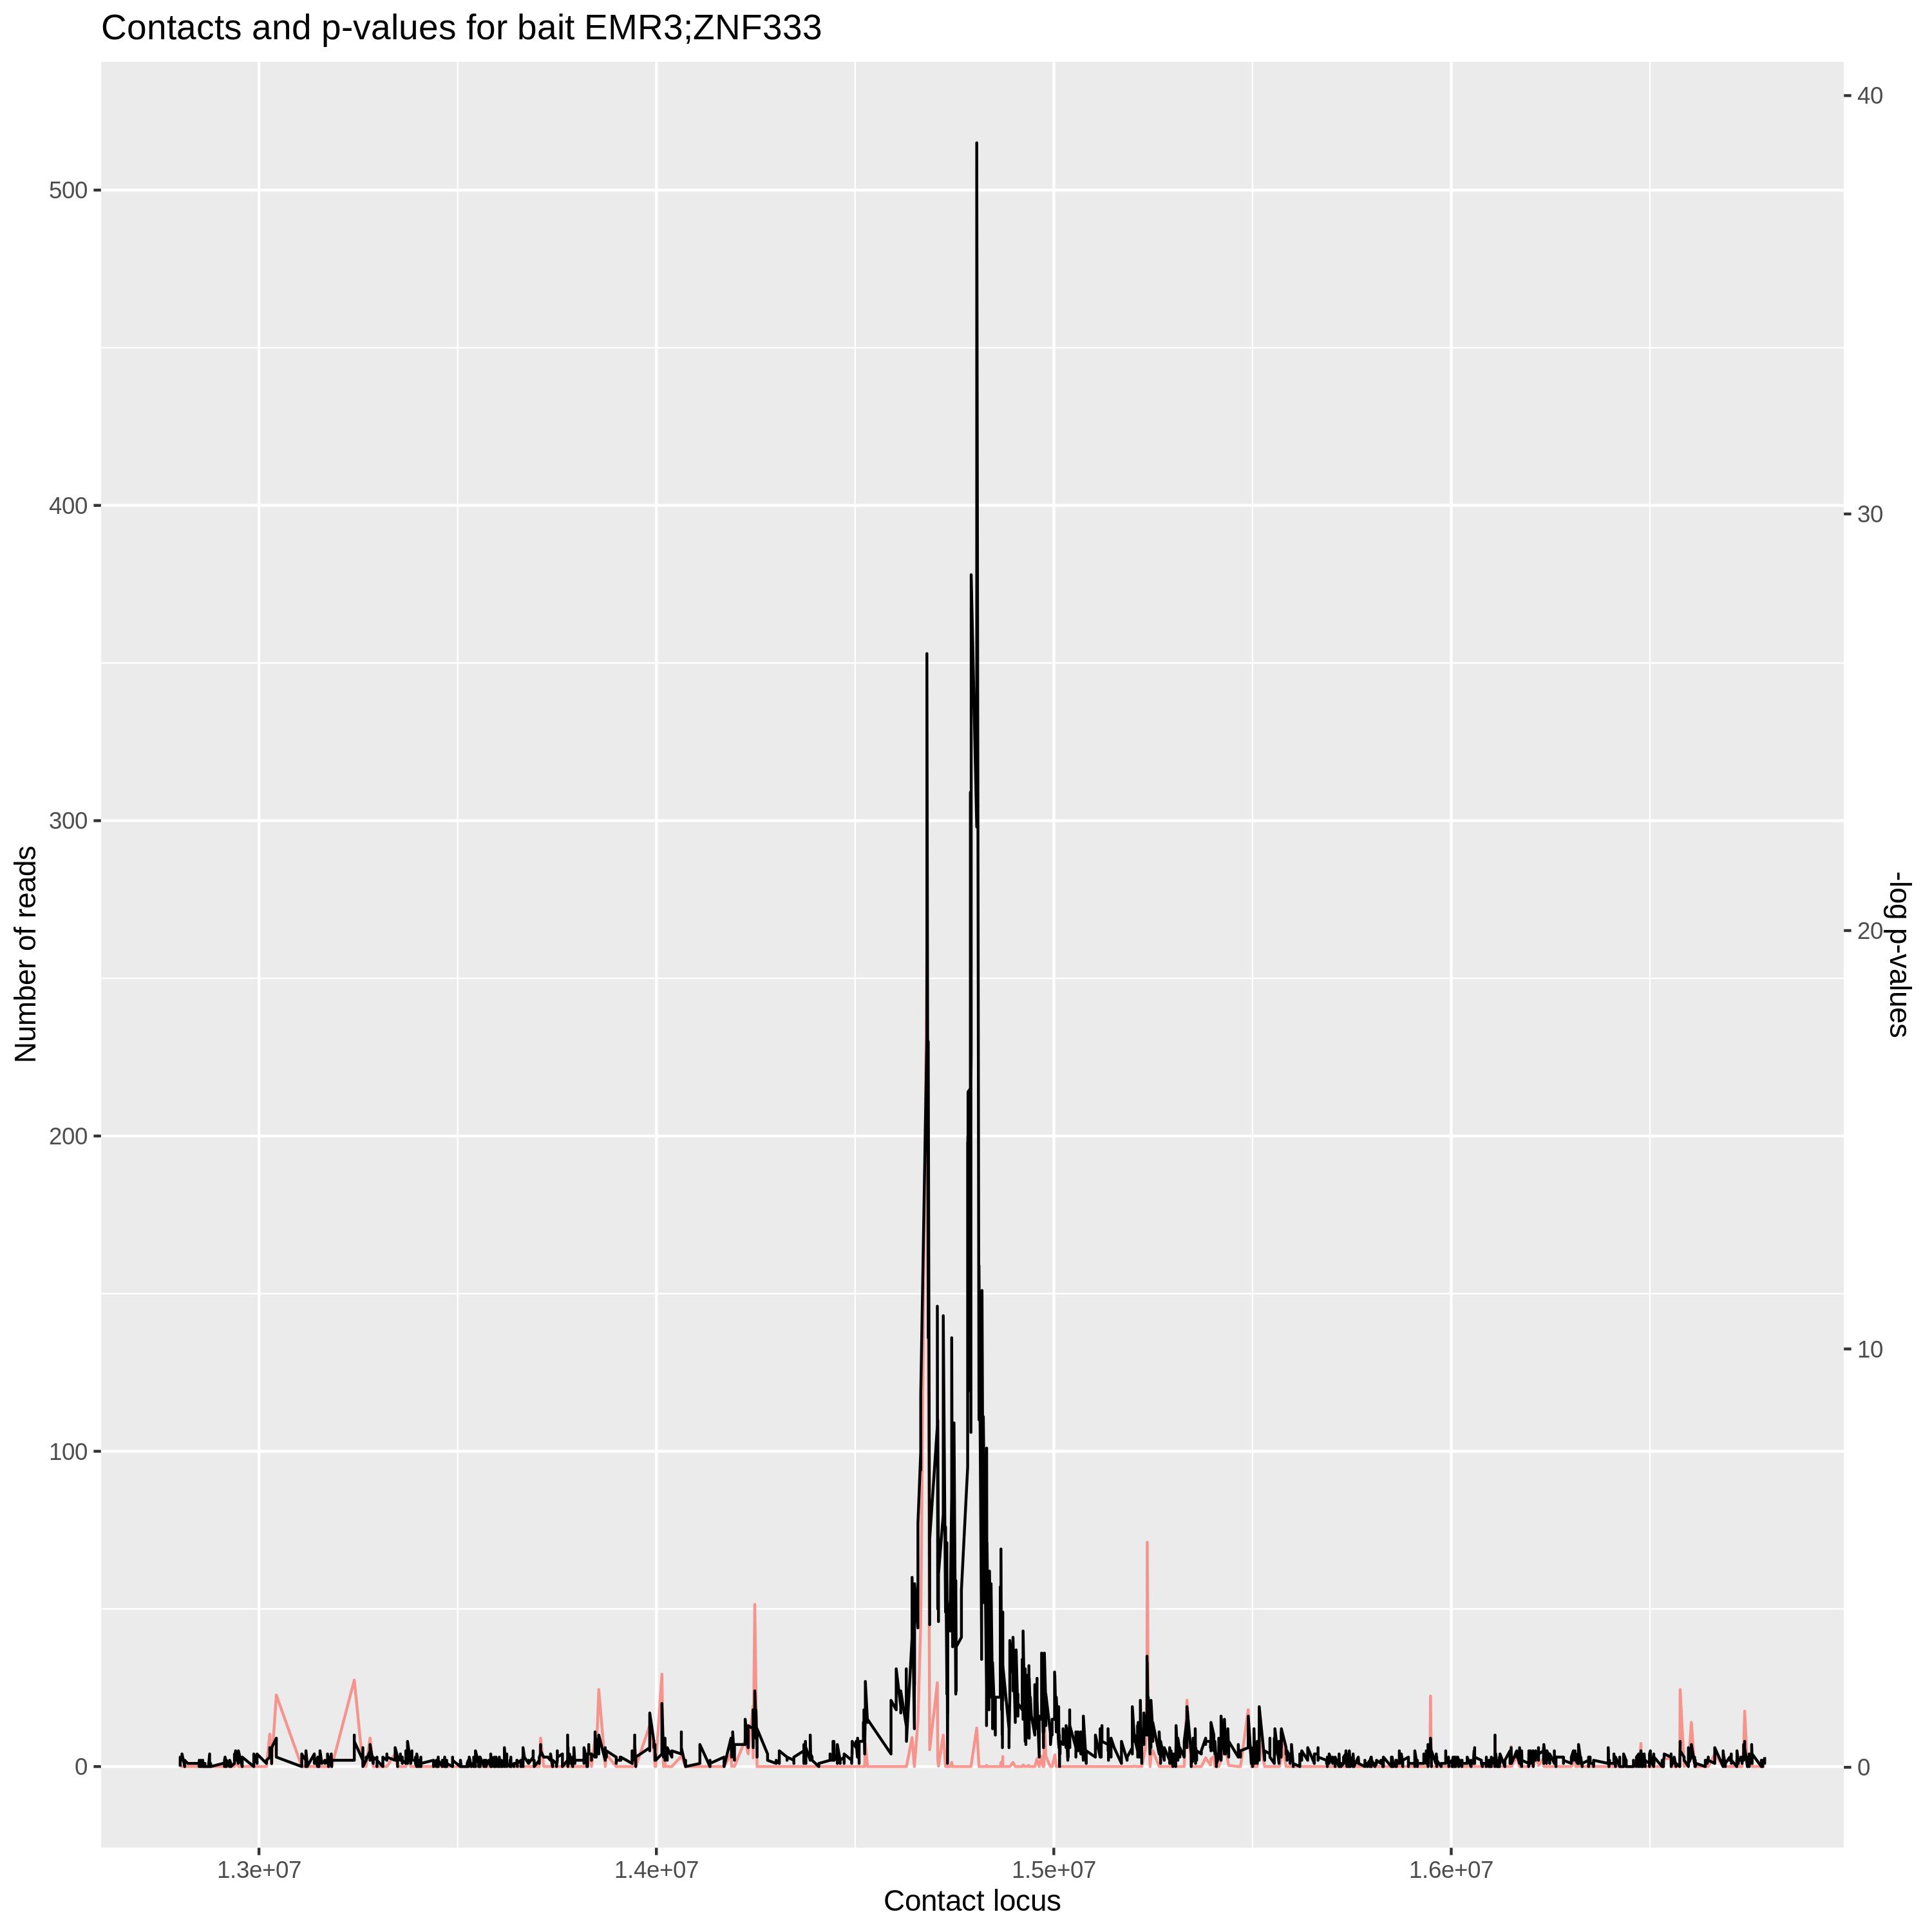 Contacts and p-values for bait EMR3;ZNF333
500
400
300
200
100
0
Number of reads
40
30
20
10
0
-log p-values
1.3e+07
1.4e+07
1.5e+07
1.6e+07
Contact locus